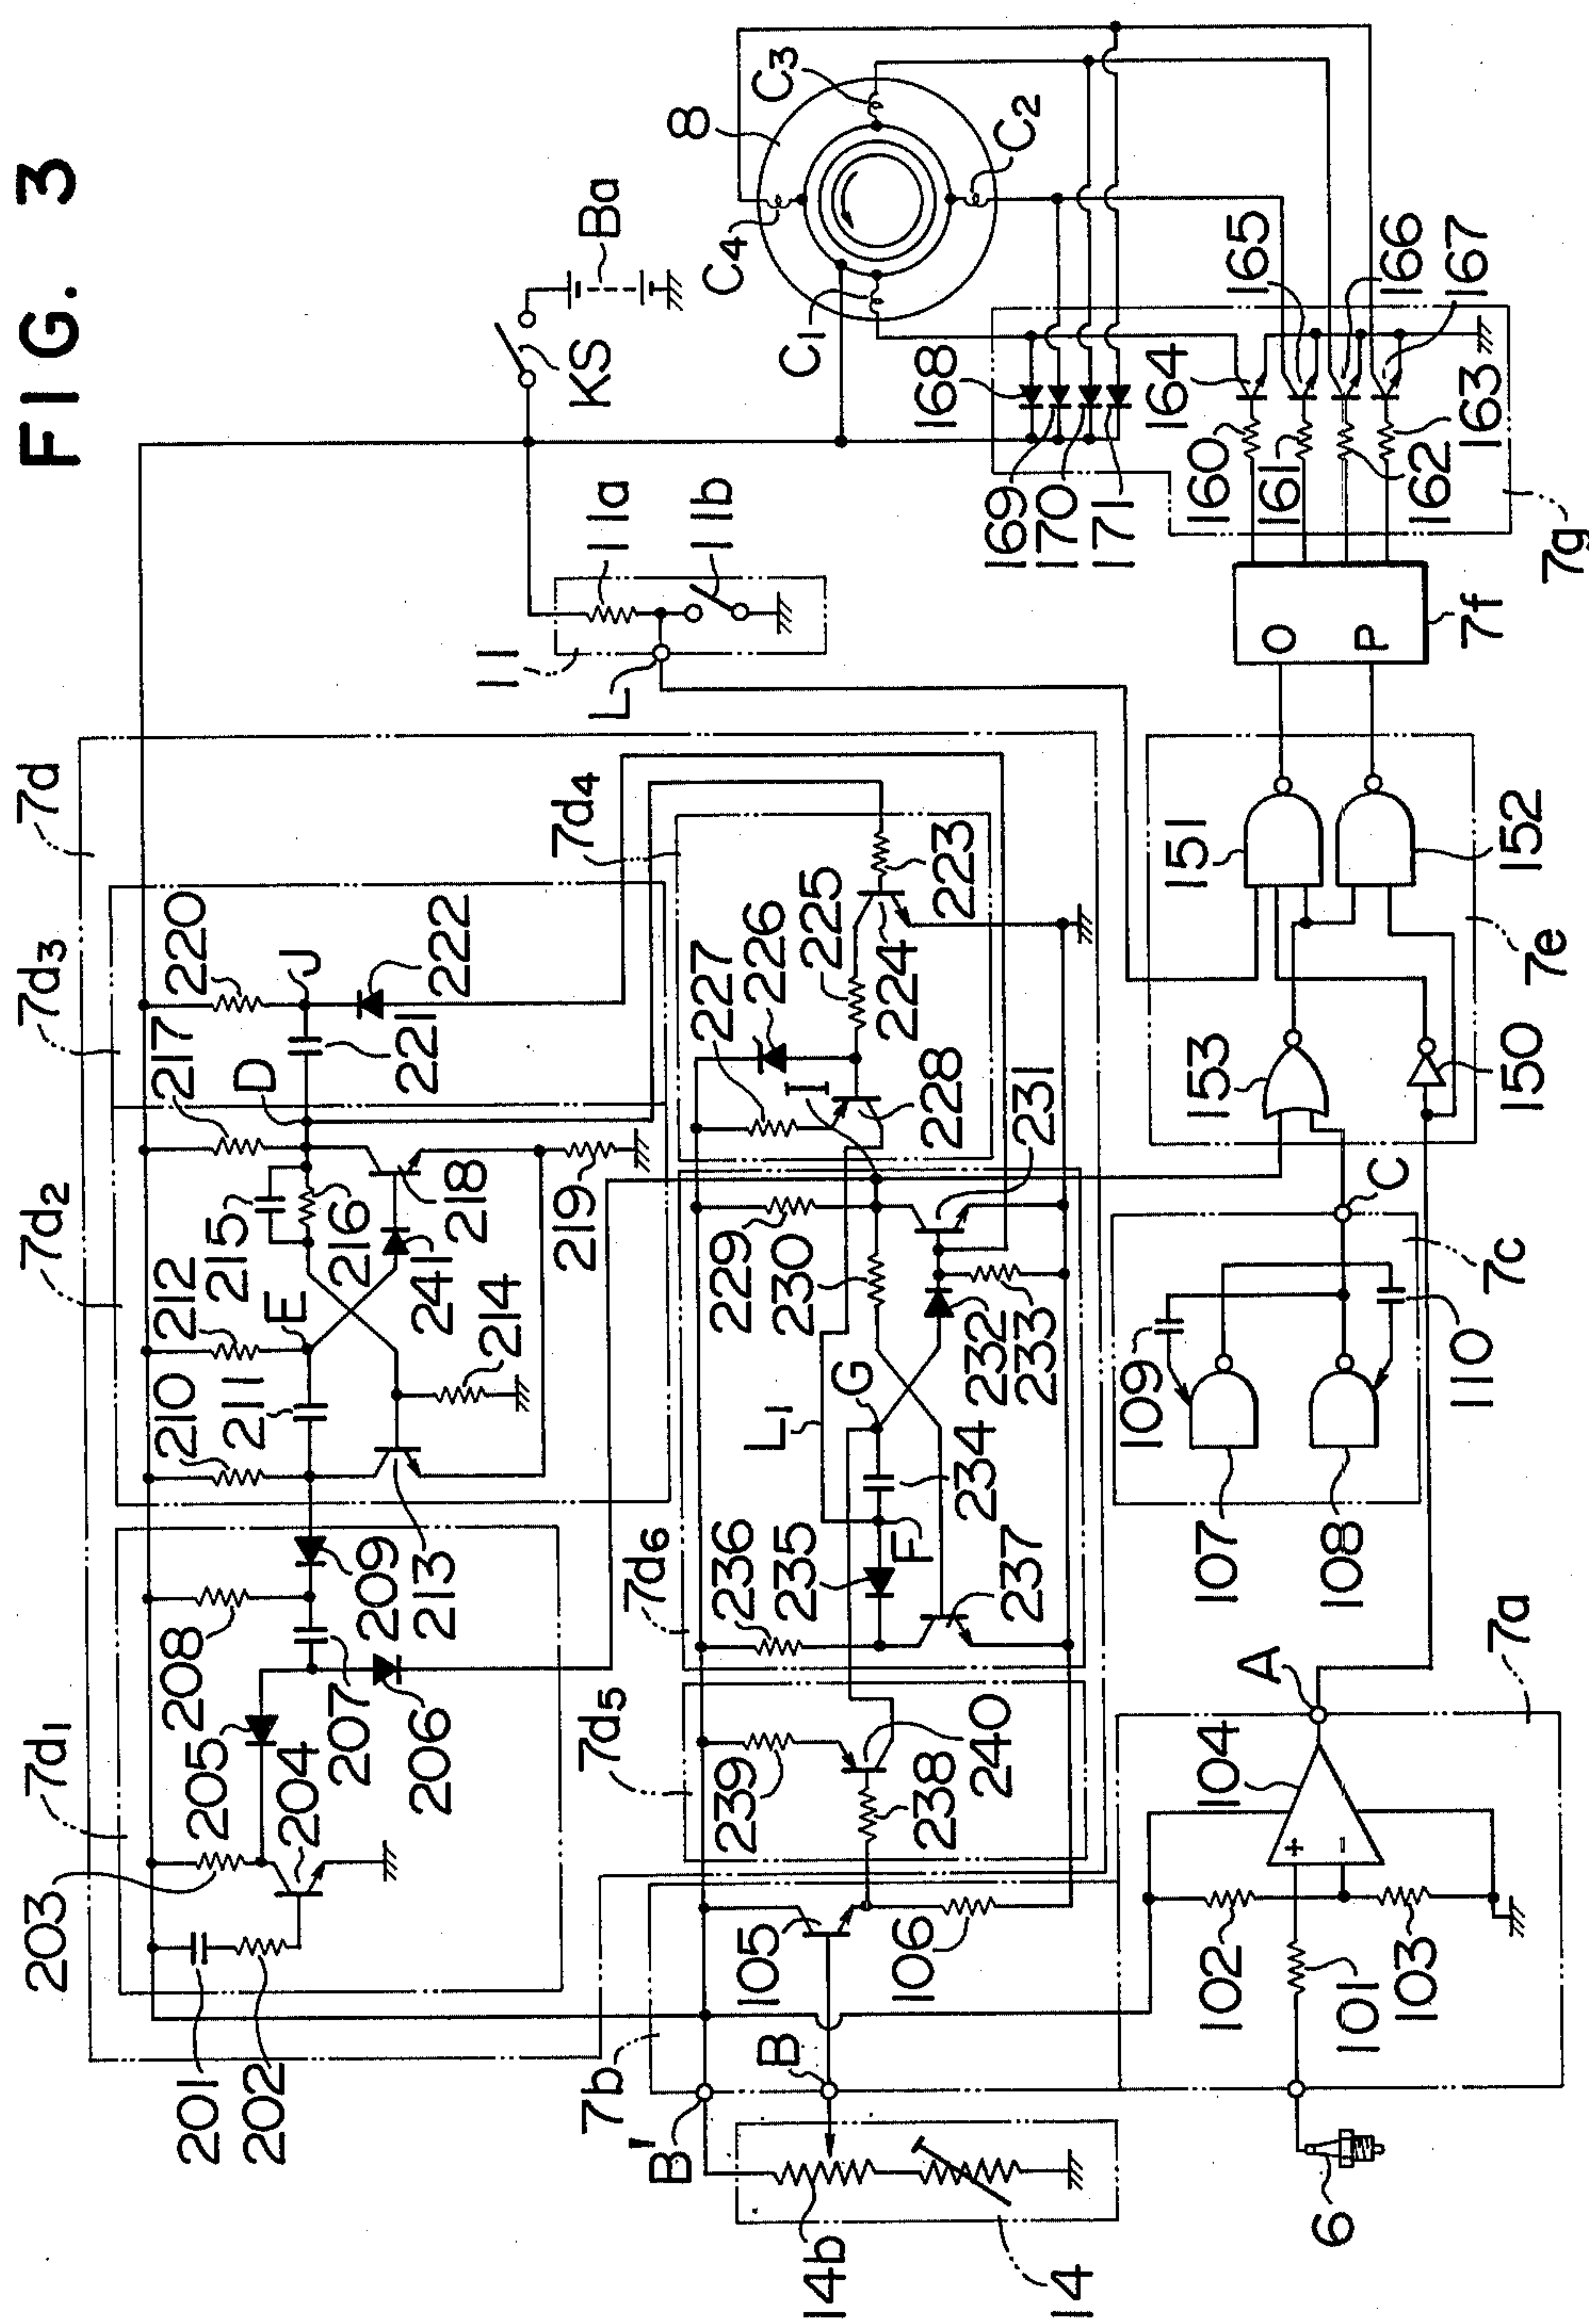 FIG. 3
7d
7d1
7d2
7d3
203
208
205
204
207
206
209
213
201
202
210
211
212
E
215
216
241
218
214
217
D
219
220
J
221
222
KS
Ba
8
C4
C3
C1
C2
11
11a
11b
L
7d4
227
226
225
224
223
228
I
7d5
7d6
239
238
240
236
235
F
L1
G
234
237
229
230
231
232
233
7b
B'
B
105
106
14b
14
168
169
170
171
164
165
166
167
160
161
162
163
7g
O
P
7f
151
152
153
150
7e
C
7c
109
110
107
108
A
7a
104
+
−
102
101
103
6